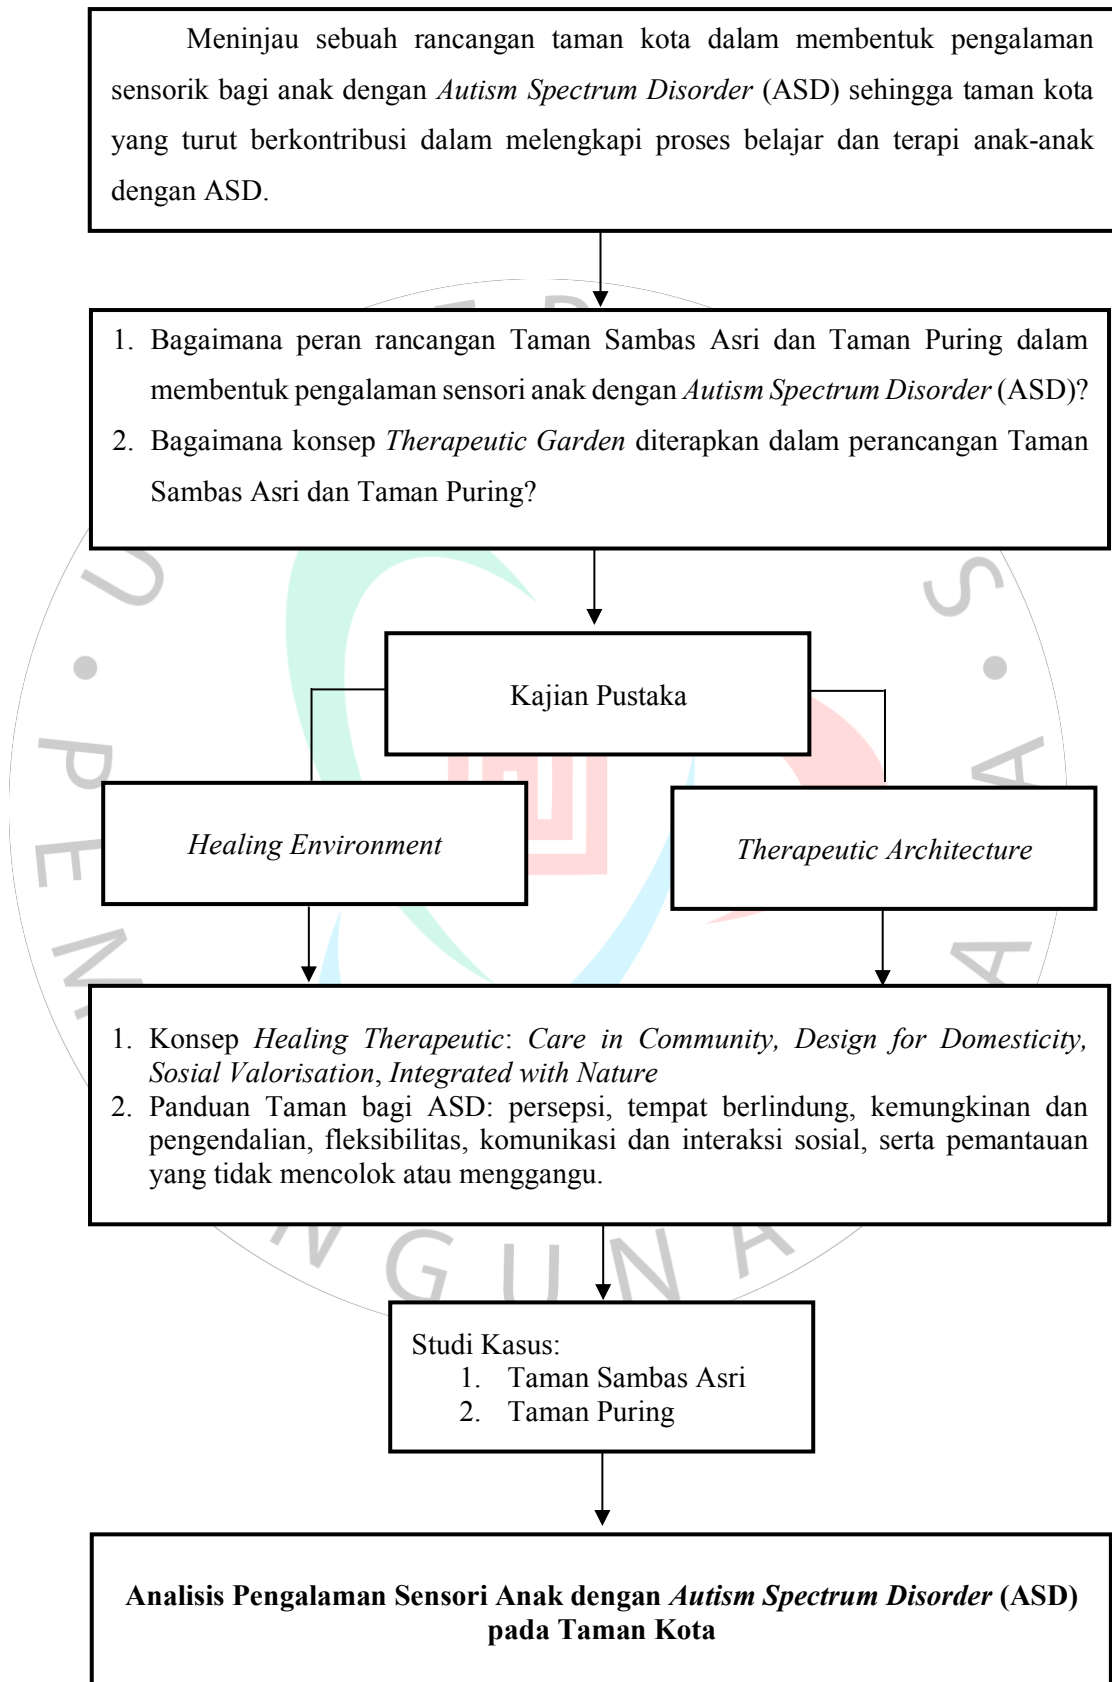 Meninjau sebuah rancangan taman kota dalam membentuk pengalaman
sensorik bagi anak dengan Autism Spectrum Disorder (ASD) sehingga taman kota
yang turut berkontribusi dalam melengkapi proses belajar dan terapi anak-anak
dengan ASD.
1. Bagaimana peran rancangan Taman Sambas Asri dan Taman Puring dalam
membentuk pengalaman sensori anak dengan Autism Spectrum Disorder (ASD)?
2. Bagaimana konsep Therapeutic Garden diterapkan dalam perancangan Taman
Sambas Asri dan Taman Puring?
Kajian Pustaka
Healing Environment
Therapeutic Architecture
1. Konsep Healing Therapeutic: Care in Community, Design for Domesticity,
Sosial Valorisation, Integrated with Nature
2. Panduan Taman bagi ASD: persepsi, tempat berlindung, kemungkinan dan
pengendalian, fleksibilitas, komunikasi dan interaksi sosial, serta pemantauan
yang tidak mencolok atau menggangu.
Studi Kasus:
1. Taman Sambas Asri
2. Taman Puring
Analisis Pengalaman Sensori Anak dengan Autism Spectrum Disorder (ASD)
pada Taman Kota